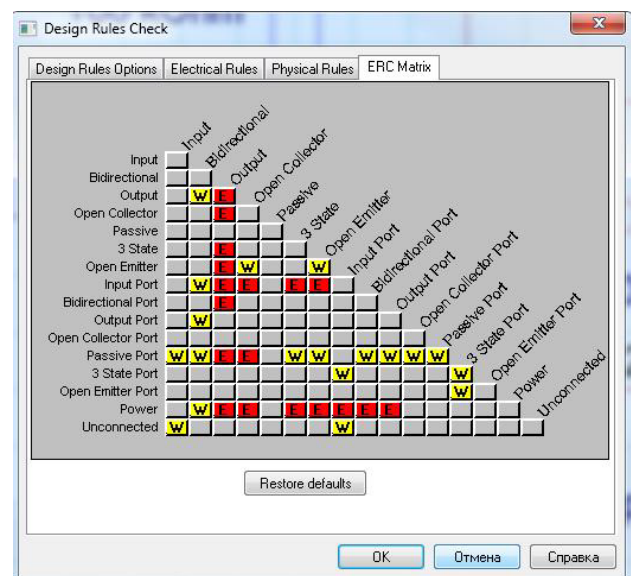 Design Rules Check
Design Rules Options Electrical Rules Physical Rules ERC Matrix
Input Bidirectional Output Open Collector Passive 3 State Open Emitter Input Port Bidirectional Port Output Port Open Collector Port Passive Port 3 State Port Open Emitter Port Power Unconnected
Input
Bidirectional
Output W E
Open Collector E
Passive
3 State E
Open Emitter E W W
Input Port W E E E E
Bidirectional Port E
Output Port W
Open Collector Port
Passive Port W W E E W W W W W W
3 State Port W W
Open Emitter Port W
Power W E E E E E E E
Unconnected W W
Restore defaults
OK Отмена Справка